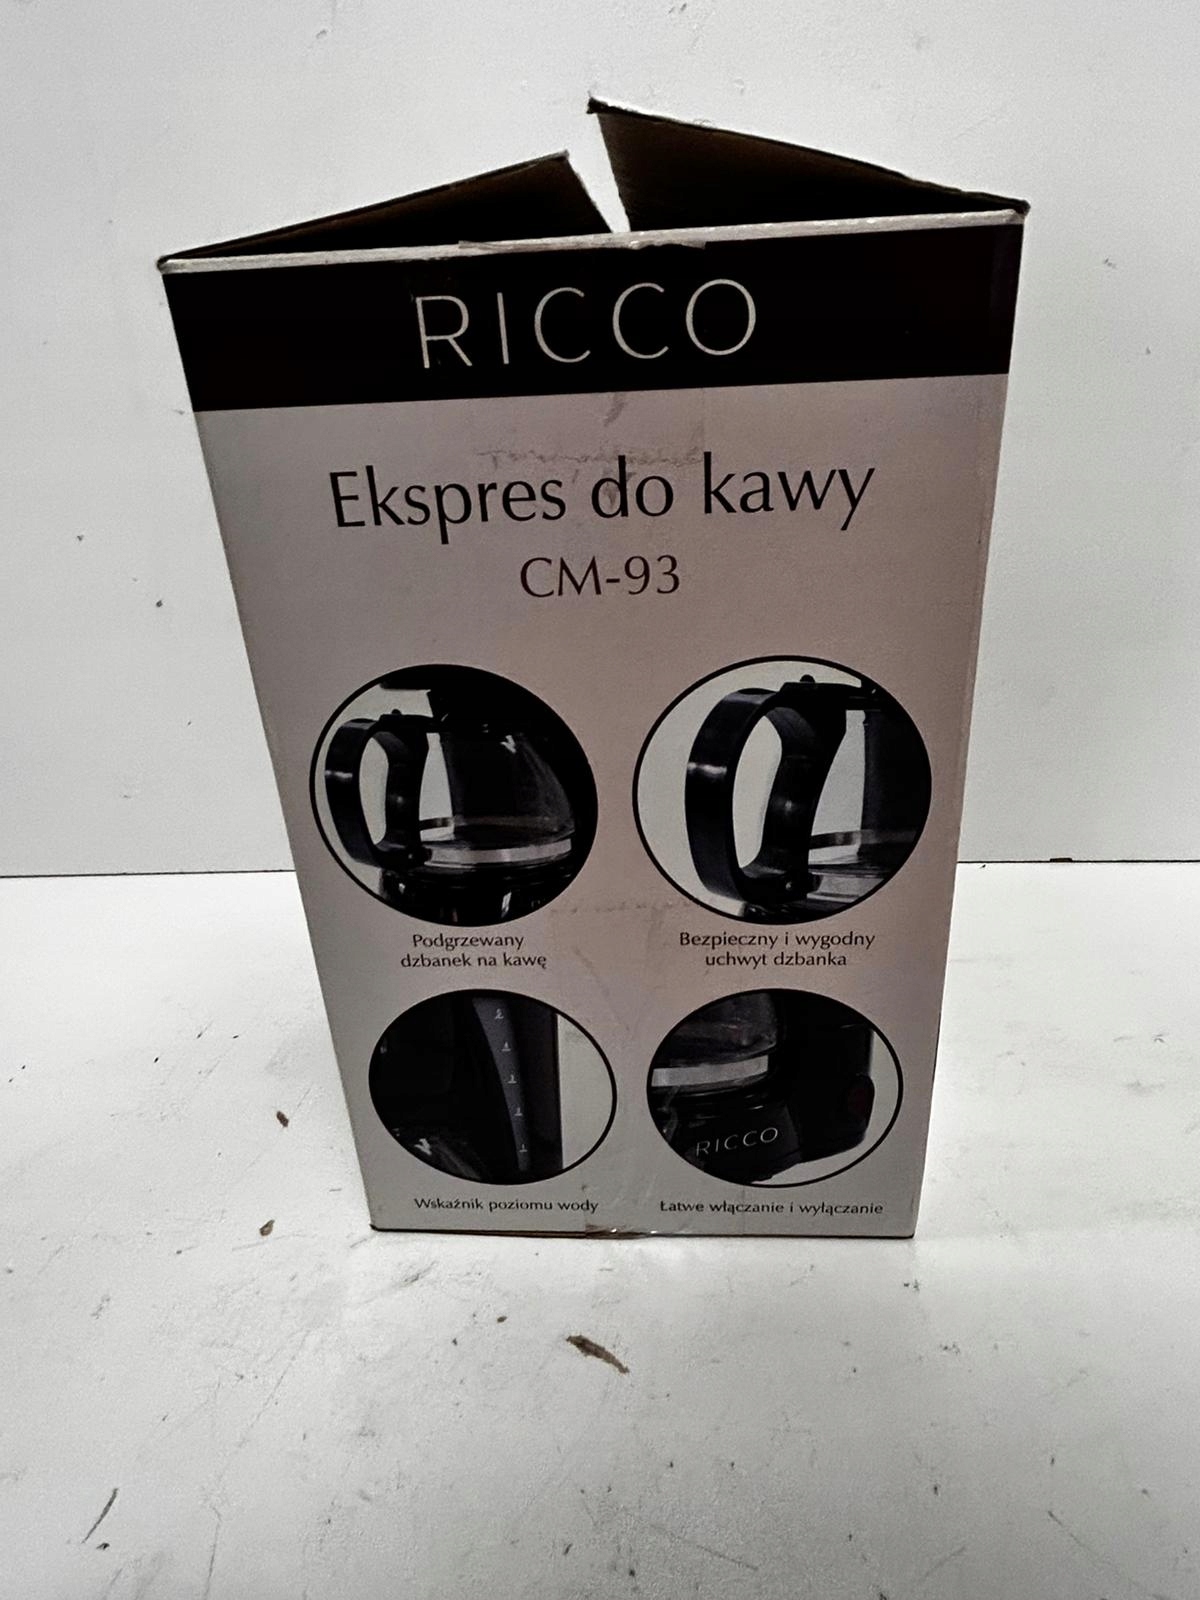 RICCO
Ekspres do kawy
CM-93
Podgrzewany
dzbanek na kawę
Bezpieczny i wygodny
uchwyt dzbanka
RICCO
Wskaźnik poziomu wody
Łatwe włączanie i wyłączanie